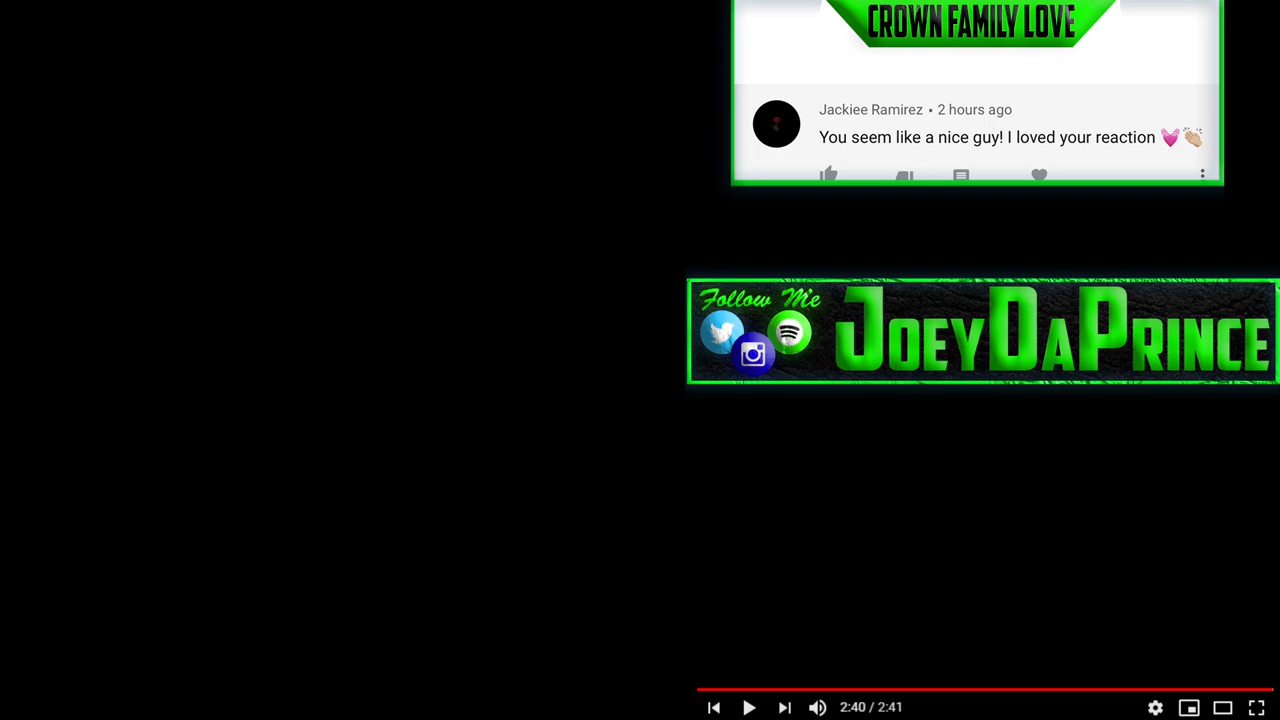 CROWN FAMILY LOVE
Jackiee Ramirez • 2 hours ago
You seem like a nice guy! I loved your reaction 💓👏🏼
Follow Me
JOEYDAPRINCE
2:40 / 2:41